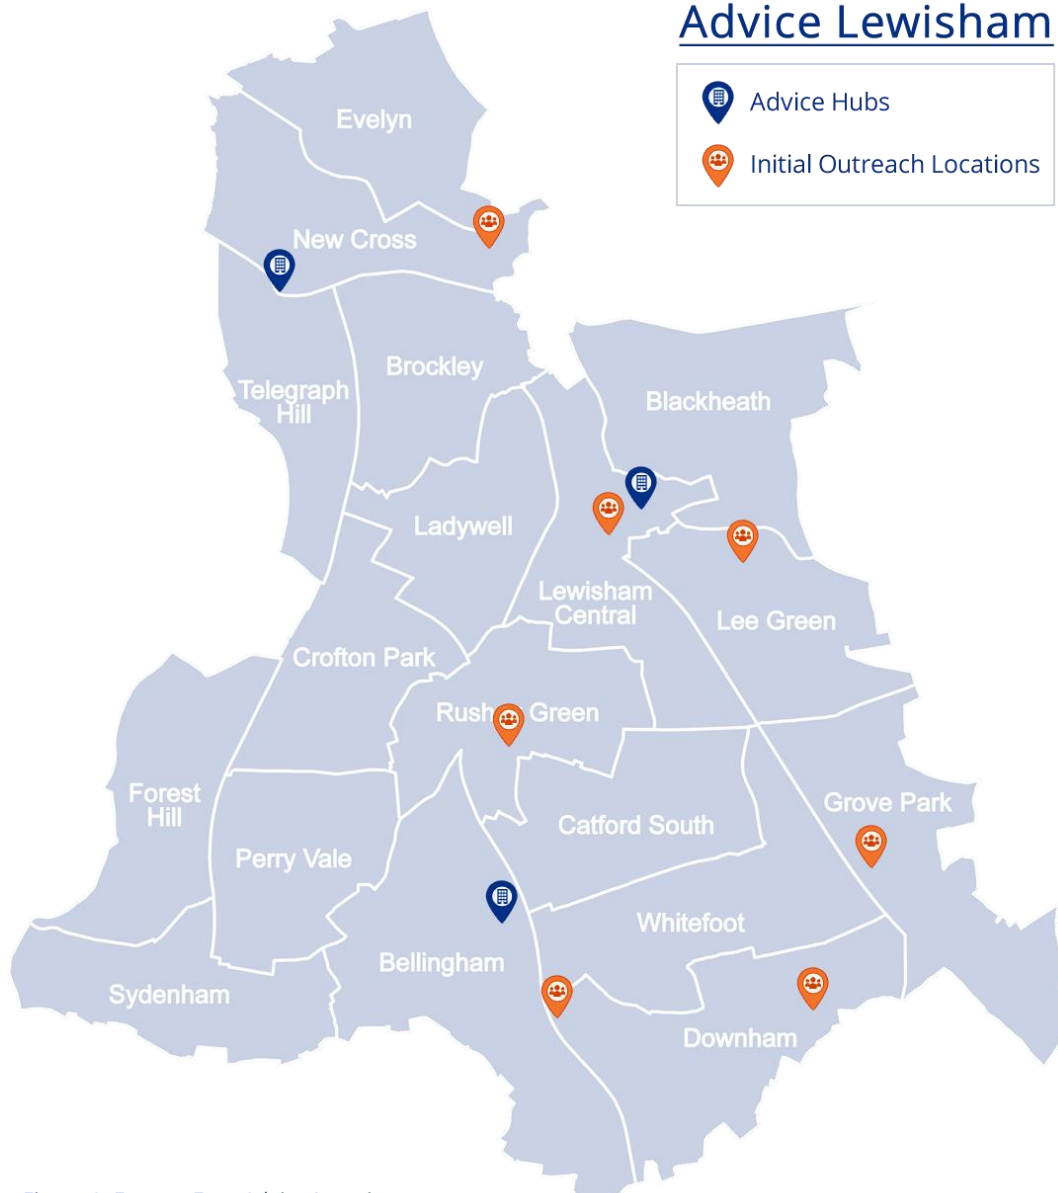 Advice Lewisham
Advice Hubs
Initial Outreach Locations
Evelyn
New Cross
Brockley
Telegraph
Hill
Blackheath
Ladywell
Lewisham
Central
Lee Green
Crofton Park
Green
Forest
Hill
Grove Park
Catford South
Perry Vale
Whitefoot
Bellingham
Sydenham
Downham